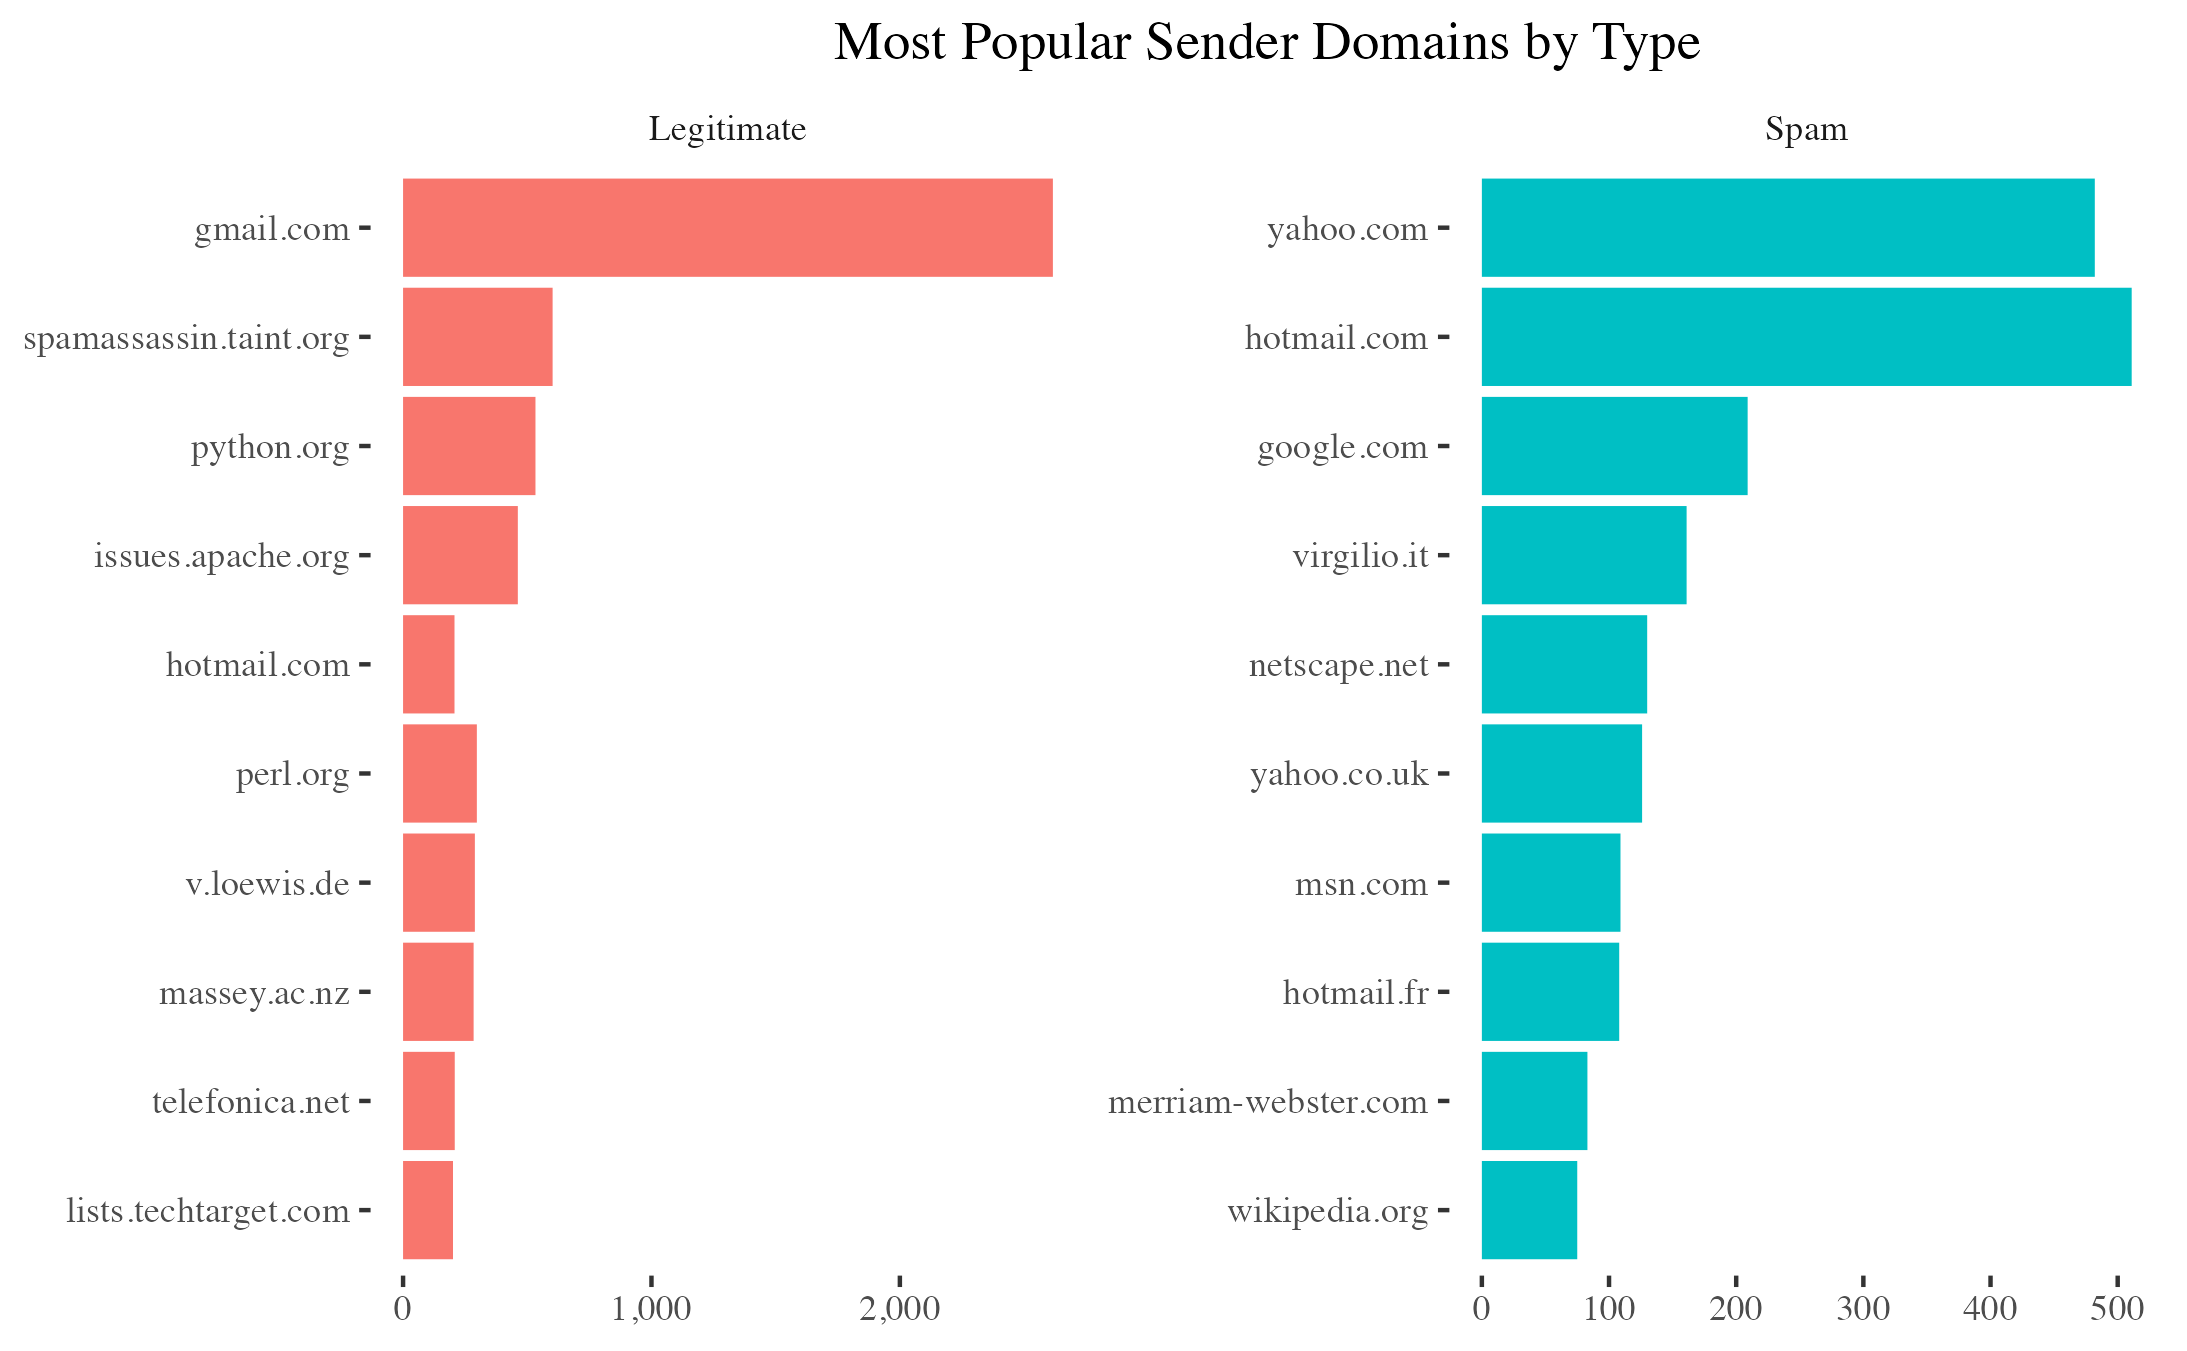 Most Popular Sender Domains by Type
Legitimate
gmail.com
spamassassin.taint.org
python.org
issues.apache.org
hotmail.com
perl.org
v.loewis.de
massey.ac.nz
telefonica.net
lists.techtarget.com
0 1,000 2,000
Spam
yahoo.com
hotmail.com
google.com
virgilio.it
netscape.net
yahoo.co.uk
msn.com
hotmail.fr
merriam-webster.com
wikipedia.org
0 100 200 300 400 500